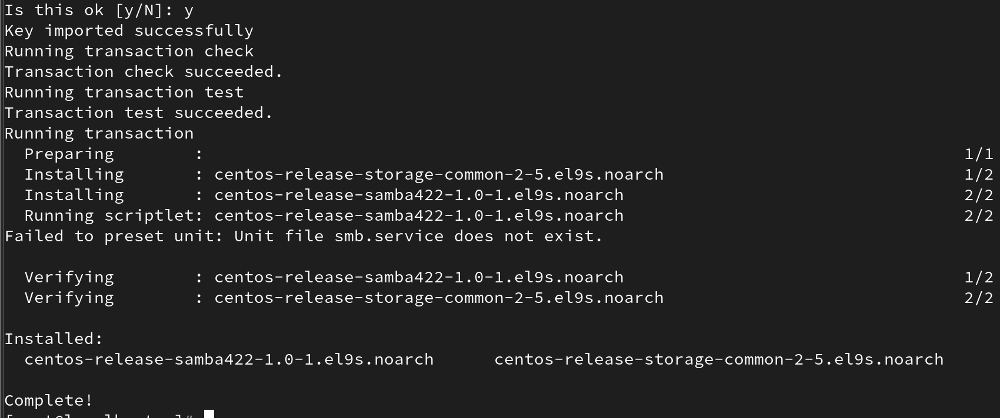 Is this ok [y/N]: y
Key imported successfully
Running transaction check
Transaction check succeeded.
Running transaction test
Transaction test succeeded.
Running transaction
  Preparing        :                                                                            1/1
  Installing       : centos-release-storage-common-2-5.el9s.noarch                              1/2
  Installing       : centos-release-samba422-1.0-1.el9s.noarch                                  2/2
  Running scriptlet: centos-release-samba422-1.0-1.el9s.noarch                                  2/2
Failed to preset unit: Unit file smb.service does not exist.
  Verifying        : centos-release-samba422-1.0-1.el9s.noarch                                  1/2
  Verifying        : centos-release-storage-common-2-5.el9s.noarch                              2/2
Installed:
  centos-release-samba422-1.0-1.el9s.noarch      centos-release-storage-common-2-5.el9s.noarch
Complete!